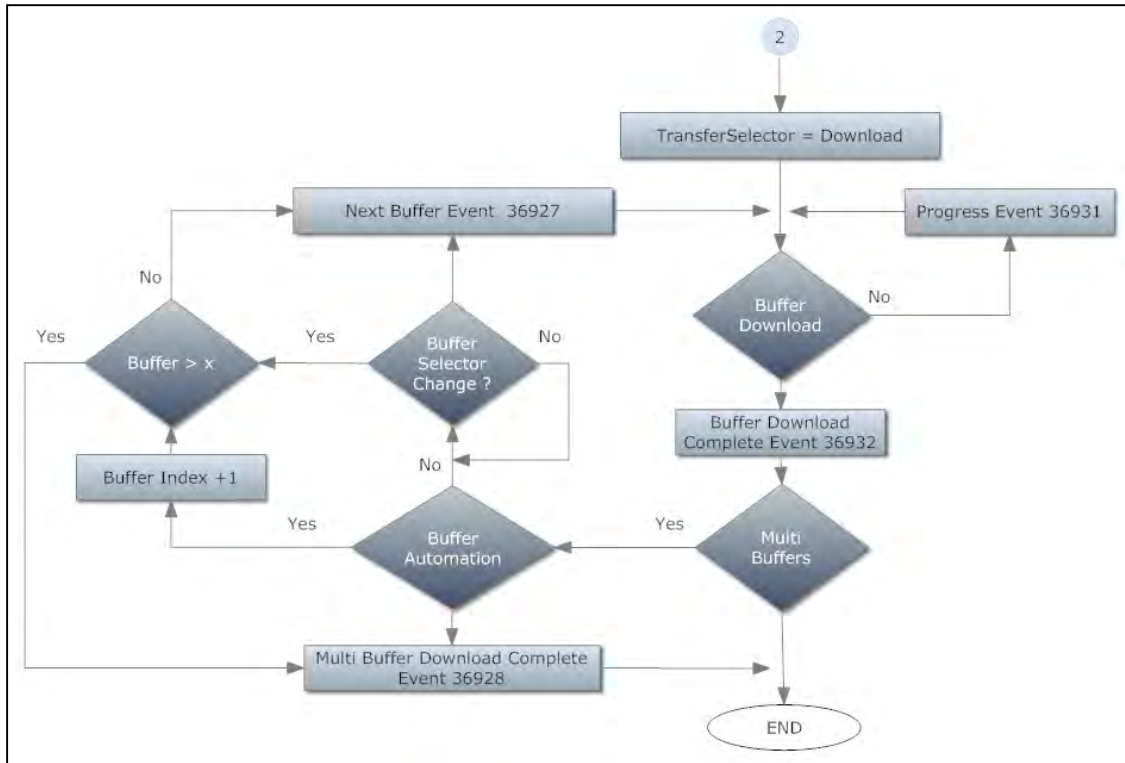 2
TransferSelector = Download
Next Buffer Event 36927
Progress Event 36931
No
Buffer
Download
No
Yes
Buffer > x
Yes
Buffer
Selector
Change ?
No
Buffer Download
Complete Event 36932
Buffer Index +1
No
Yes
Buffer
Automation
Yes
Multi
Buffers
Multi Buffer Download Complete
Event 36928
END